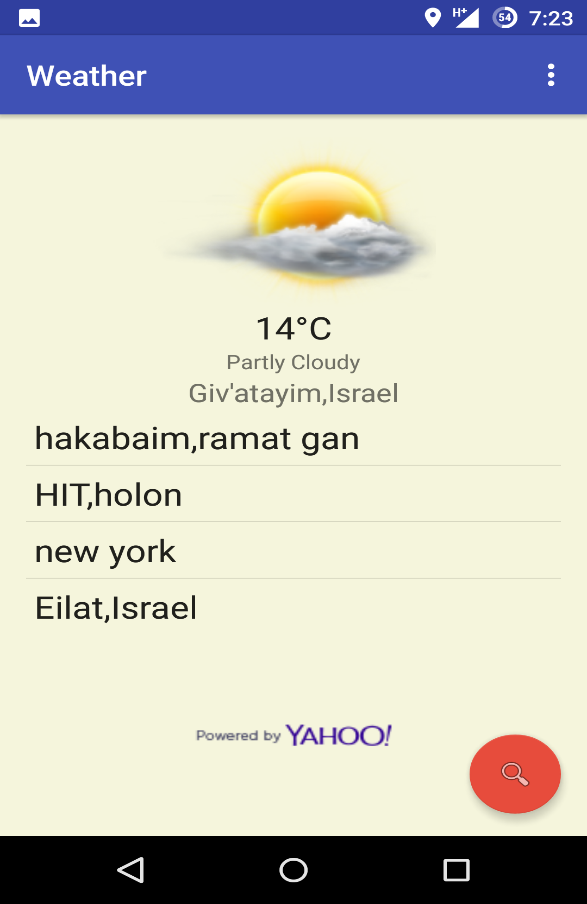 H+ 54 7:23
Weather
14°C
Partly Cloudy
Giv'atayim,Israel
hakabaim,ramat gan
HIT,holon
new york
Eilat,Israel
Powered by YAHOO!